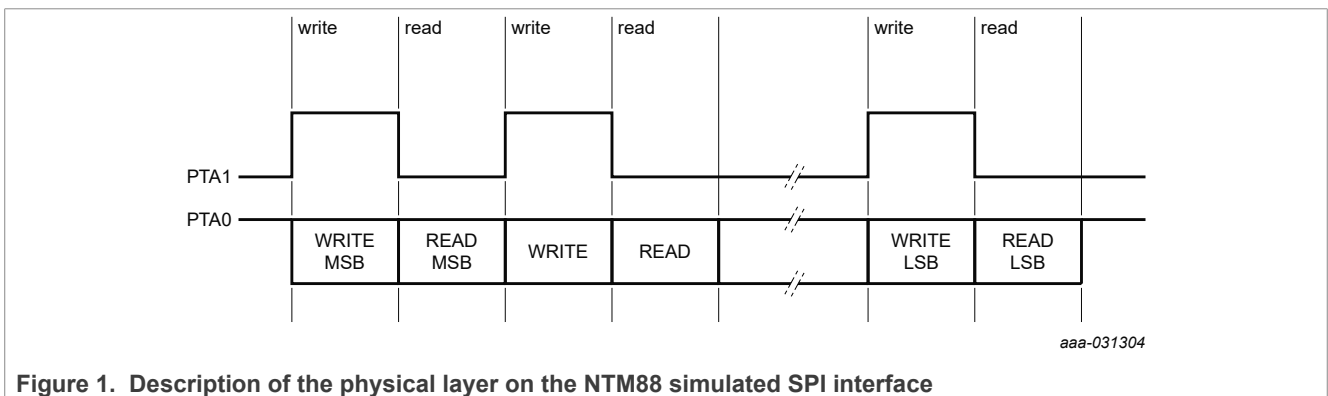 write read write read write read
PTA1
PTA0
WRITE MSB READ MSB WRITE READ WRITE LSB READ LSB
aaa-031304
Figure 1. Description of the physical layer on the NTM88 simulated SPI interface